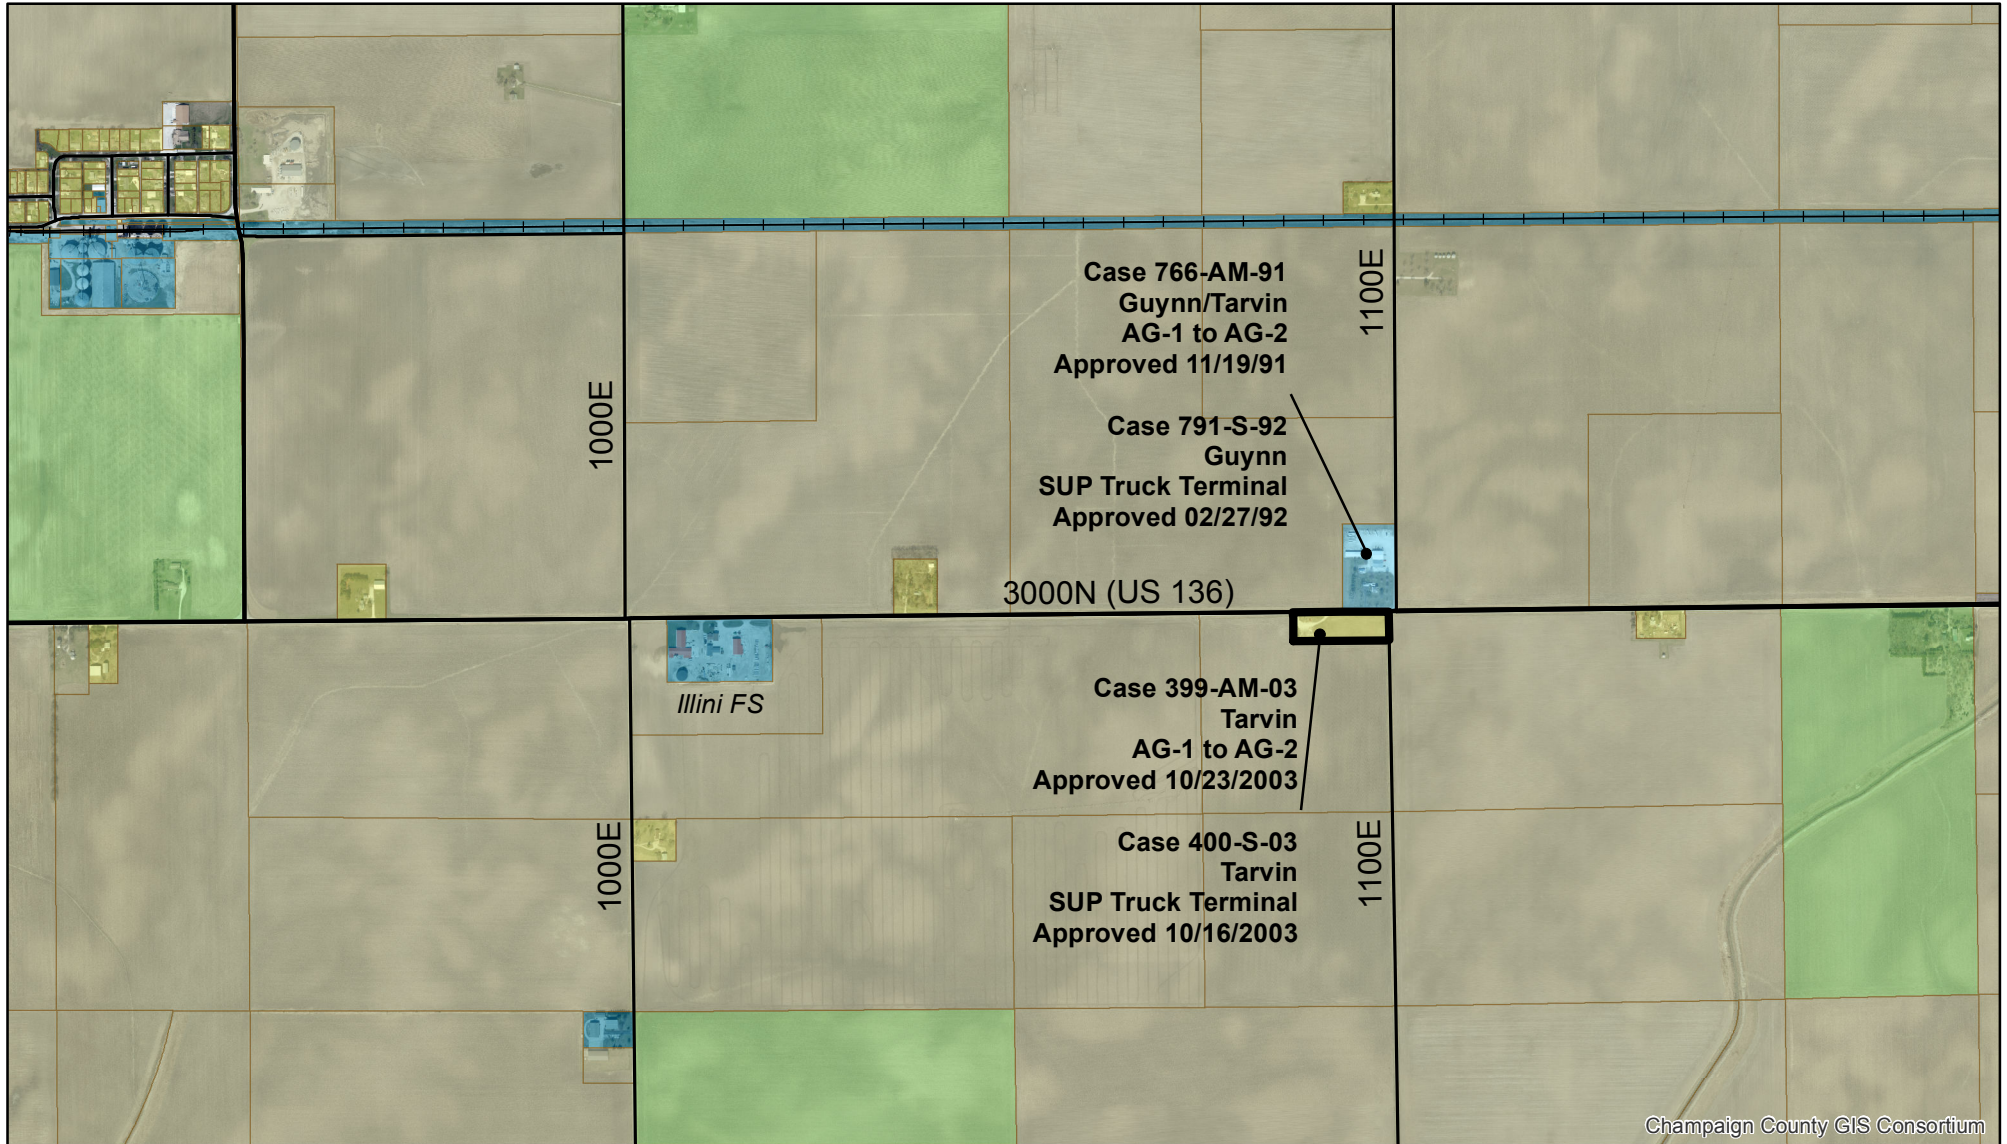 Case 766-AM-91
Guynn/Tarvin
AG-1 to AG-2
Approved 11/19/91
1100E
1000E
Case 791-S-92
Guynn
SUP Truck Terminal
Approved 02/27/92
3000N (US 136)
Illini FS
Case 399-AM-03
Tarvin
AG-1 to AG-2
Approved 10/23/2003
1000E
1100E
Case 400-S-03
Tarvin
SUP Truck Terminal
Approved 10/16/2003
Champaign County GIS Consortium